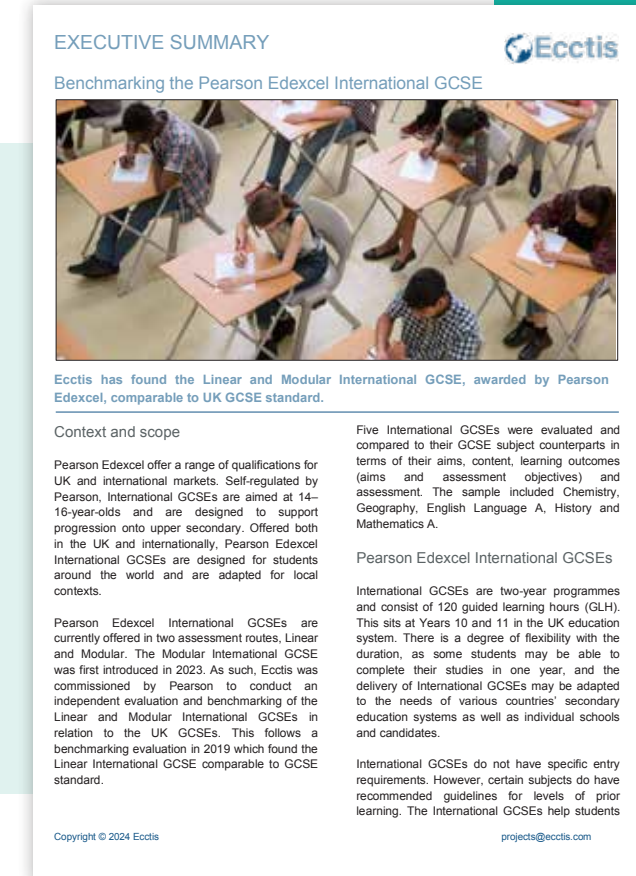 EXECUTIVE SUMMARY
Ecctis
Benchmarking the Pearson Edexcel International GCSE
Ecctis has found the Linear and Modular International GCSE, awarded by Pearson
Edexcel, comparable to UK GCSE standard.
Context and scope
Pearson Edexcel offer a range of qualifications for
UK and international markets. Self-regulated by
Pearson, International GCSEs are aimed at 14–
16-year-olds and are designed to support
progression onto upper secondary. Offered both
in the UK and internationally, Pearson Edexcel
International GCSEs are designed for students
around the world and are adapted for local
contexts.
Pearson Edexcel International GCSEs are
currently offered in two assessment routes, Linear
and Modular. The Modular International GCSE
was first introduced in 2023. As such, Ecctis was
commissioned by Pearson to conduct an
independent evaluation and benchmarking of the
Linear and Modular International GCSEs in
relation to the UK GCSEs. This follows a
benchmarking evaluation in 2019 which found the
Linear International GCSE comparable to GCSE
standard.
Five International GCSEs were evaluated and
compared to their GCSE subject counterparts in
terms of their aims, content, learning outcomes
(aims and assessment objectives) and
assessment. The sample included Chemistry,
Geography, English Language A, History and
Mathematics A.
Pearson Edexcel International GCSEs
International GCSEs are two-year programmes
and consist of 120 guided learning hours (GLH).
This sits at Years 10 and 11 in the UK education
system. There is a degree of flexibility with the
duration, as some students may be able to
complete their studies in one year, and the
delivery of International GCSEs may be adapted
to the needs of various countries’ secondary
education systems as well as individual schools
and candidates.
International GCSEs do not have specific entry
requirements. However, certain subjects do have
recommended guidelines for levels of prior
learning. The International GCSEs help students
Copyright © 2024 Ecctis
projects@ecctis.com